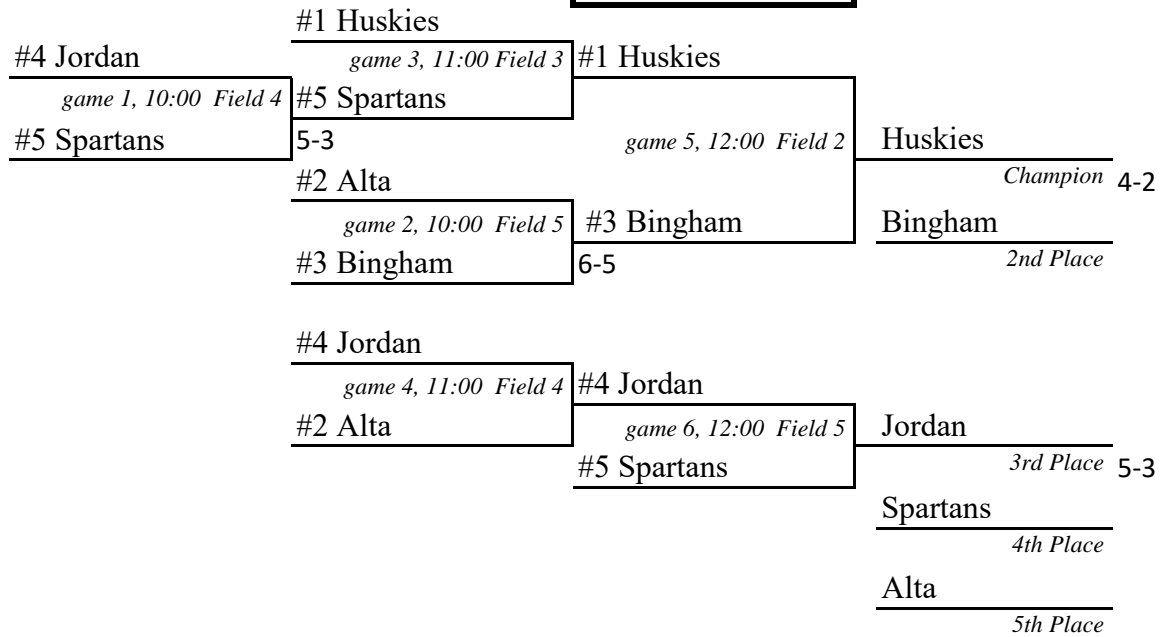 #1 Huskies
#4 Jordan
game 3, 11:00 Field 3
#1 Huskies
game 1, 10:00 Field 4
#5 Spartans
#5 Spartans
5-3
game 5, 12:00 Field 2
Huskies
Champion
4-2
#2 Alta
game 2, 10:00 Field 5
#3 Bingham
Bingham
#3 Bingham
6-5
2nd Place
#4 Jordan
game 4, 11:00 Field 4
#4 Jordan
#2 Alta
game 6, 12:00 Field 5
Jordan
#5 Spartans
3rd Place
5-3
Spartans
4th Place
Alta
5th Place